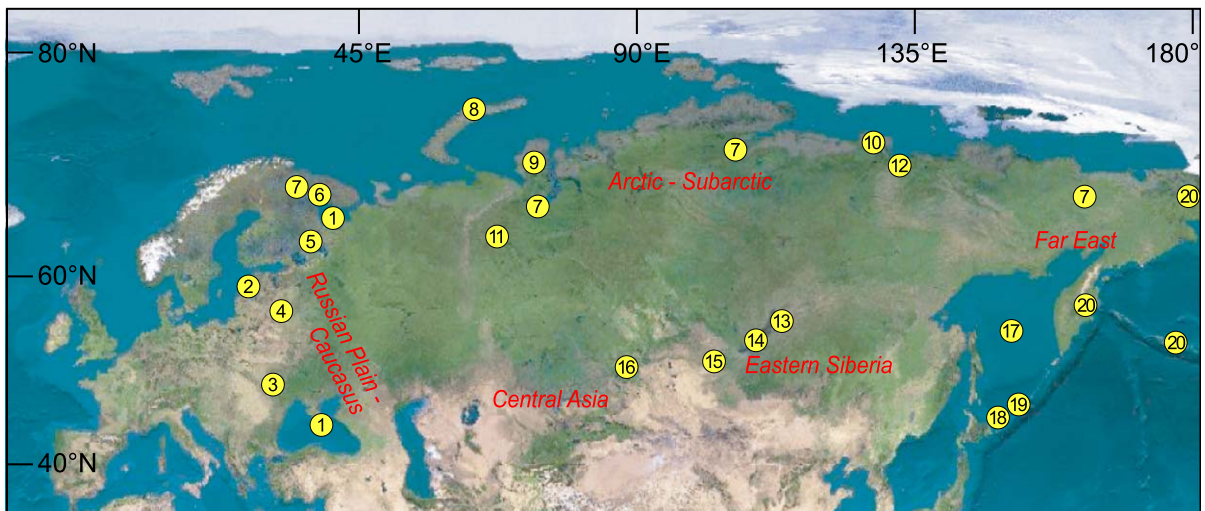 45°E 90°E 135°E 180°
80°N
8
10
9 7 12
7 6 Arctic - Subarctic
1 7 7 20
5 11 Far East
60°N
2 20
4 13 17
14 20
Russian Plain -
Caucasus
15 Eastern Siberia
16
3 Central Asia
19
18
1
40°N